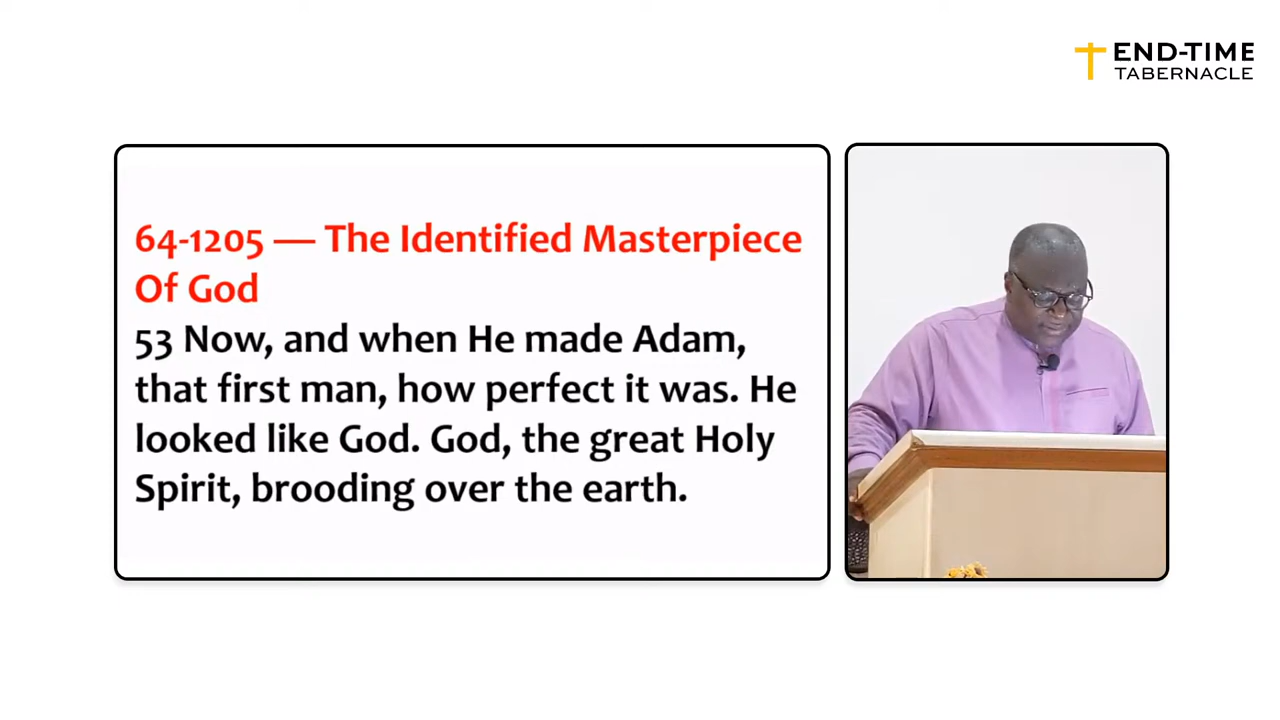 END-TIME
TABERNACLE
64-1205 — The Identified Masterpiece
Of God
53 Now, and when He made Adam,
that first man, how perfect it was. He
looked like God. God, the great Holy
Spirit, brooding over the earth.